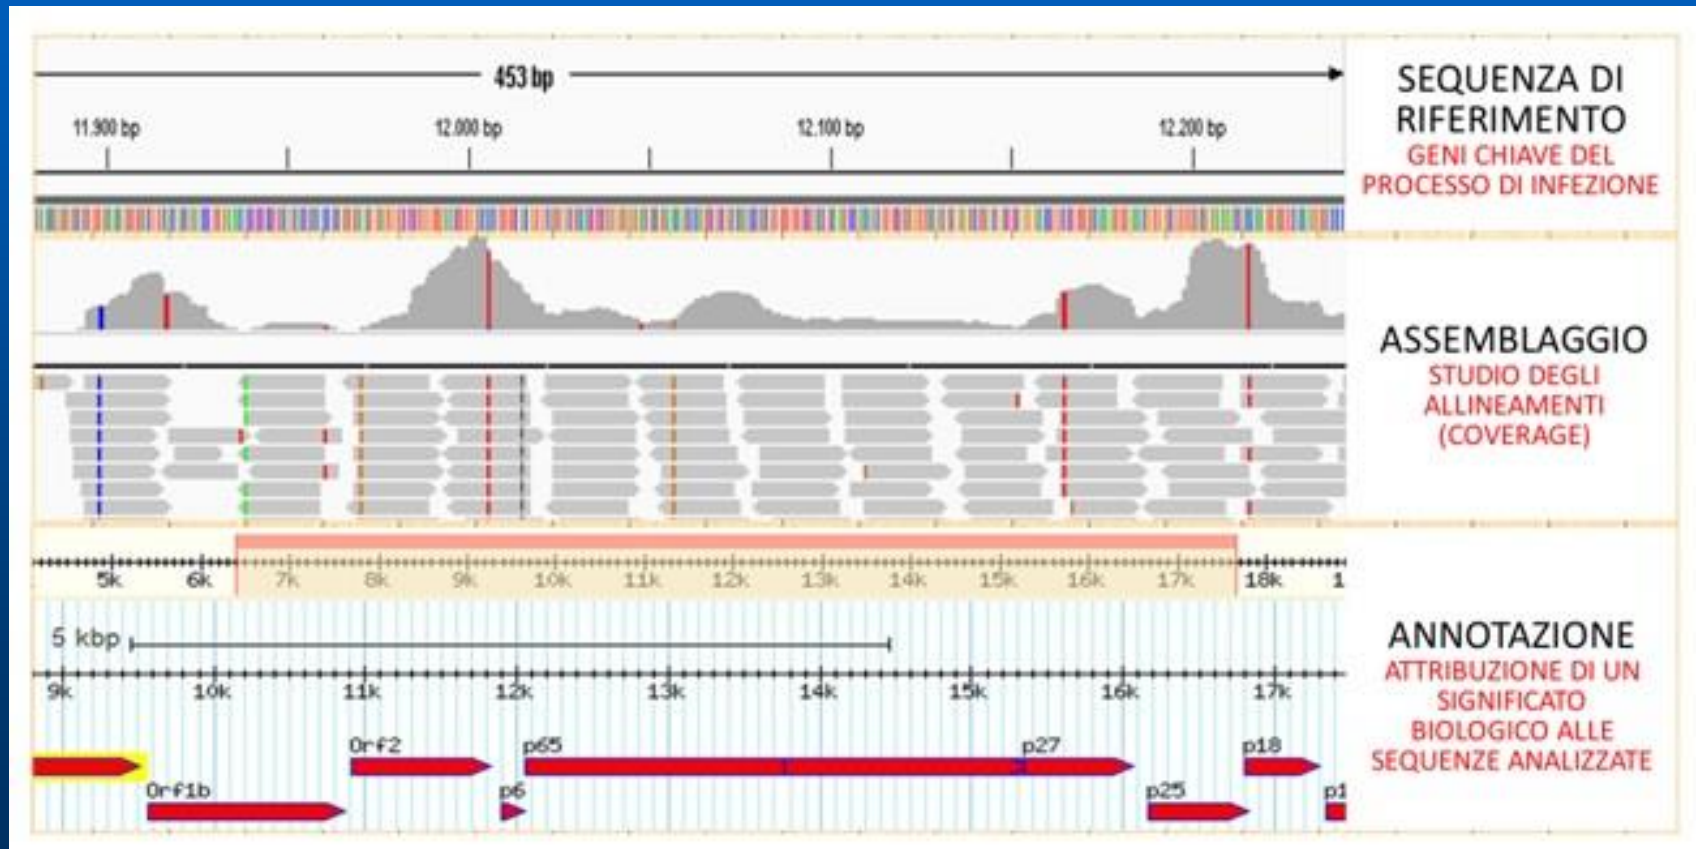 453 bp
11.900 bp 12.000 bp 12.100 bp 12.200 bp
SEQUENZA DI
RIFERIMENTO
GENI CHIAVE DEL
PROCESSO DI INFEZIONE
ASSEMBLAGGIO
STUDIO DEGLI
ALLINEAMENTI
(COVERAGE)
5k 6k 7k 8k 9k 10k 11k 12k 13k 14k 15k 16k 17k 18k 1
5 kbp
9k 10k 11k 12k 13k 14k 15k 16k 17k
Orf2 p65 p27 p18
Orf1b p6 p25 p1
ANNOTAZIONE
ATTRIBUZIONE DI UN
SIGNIFICATO
BIOLOGICO ALLE
SEQUENZE ANALIZZATE